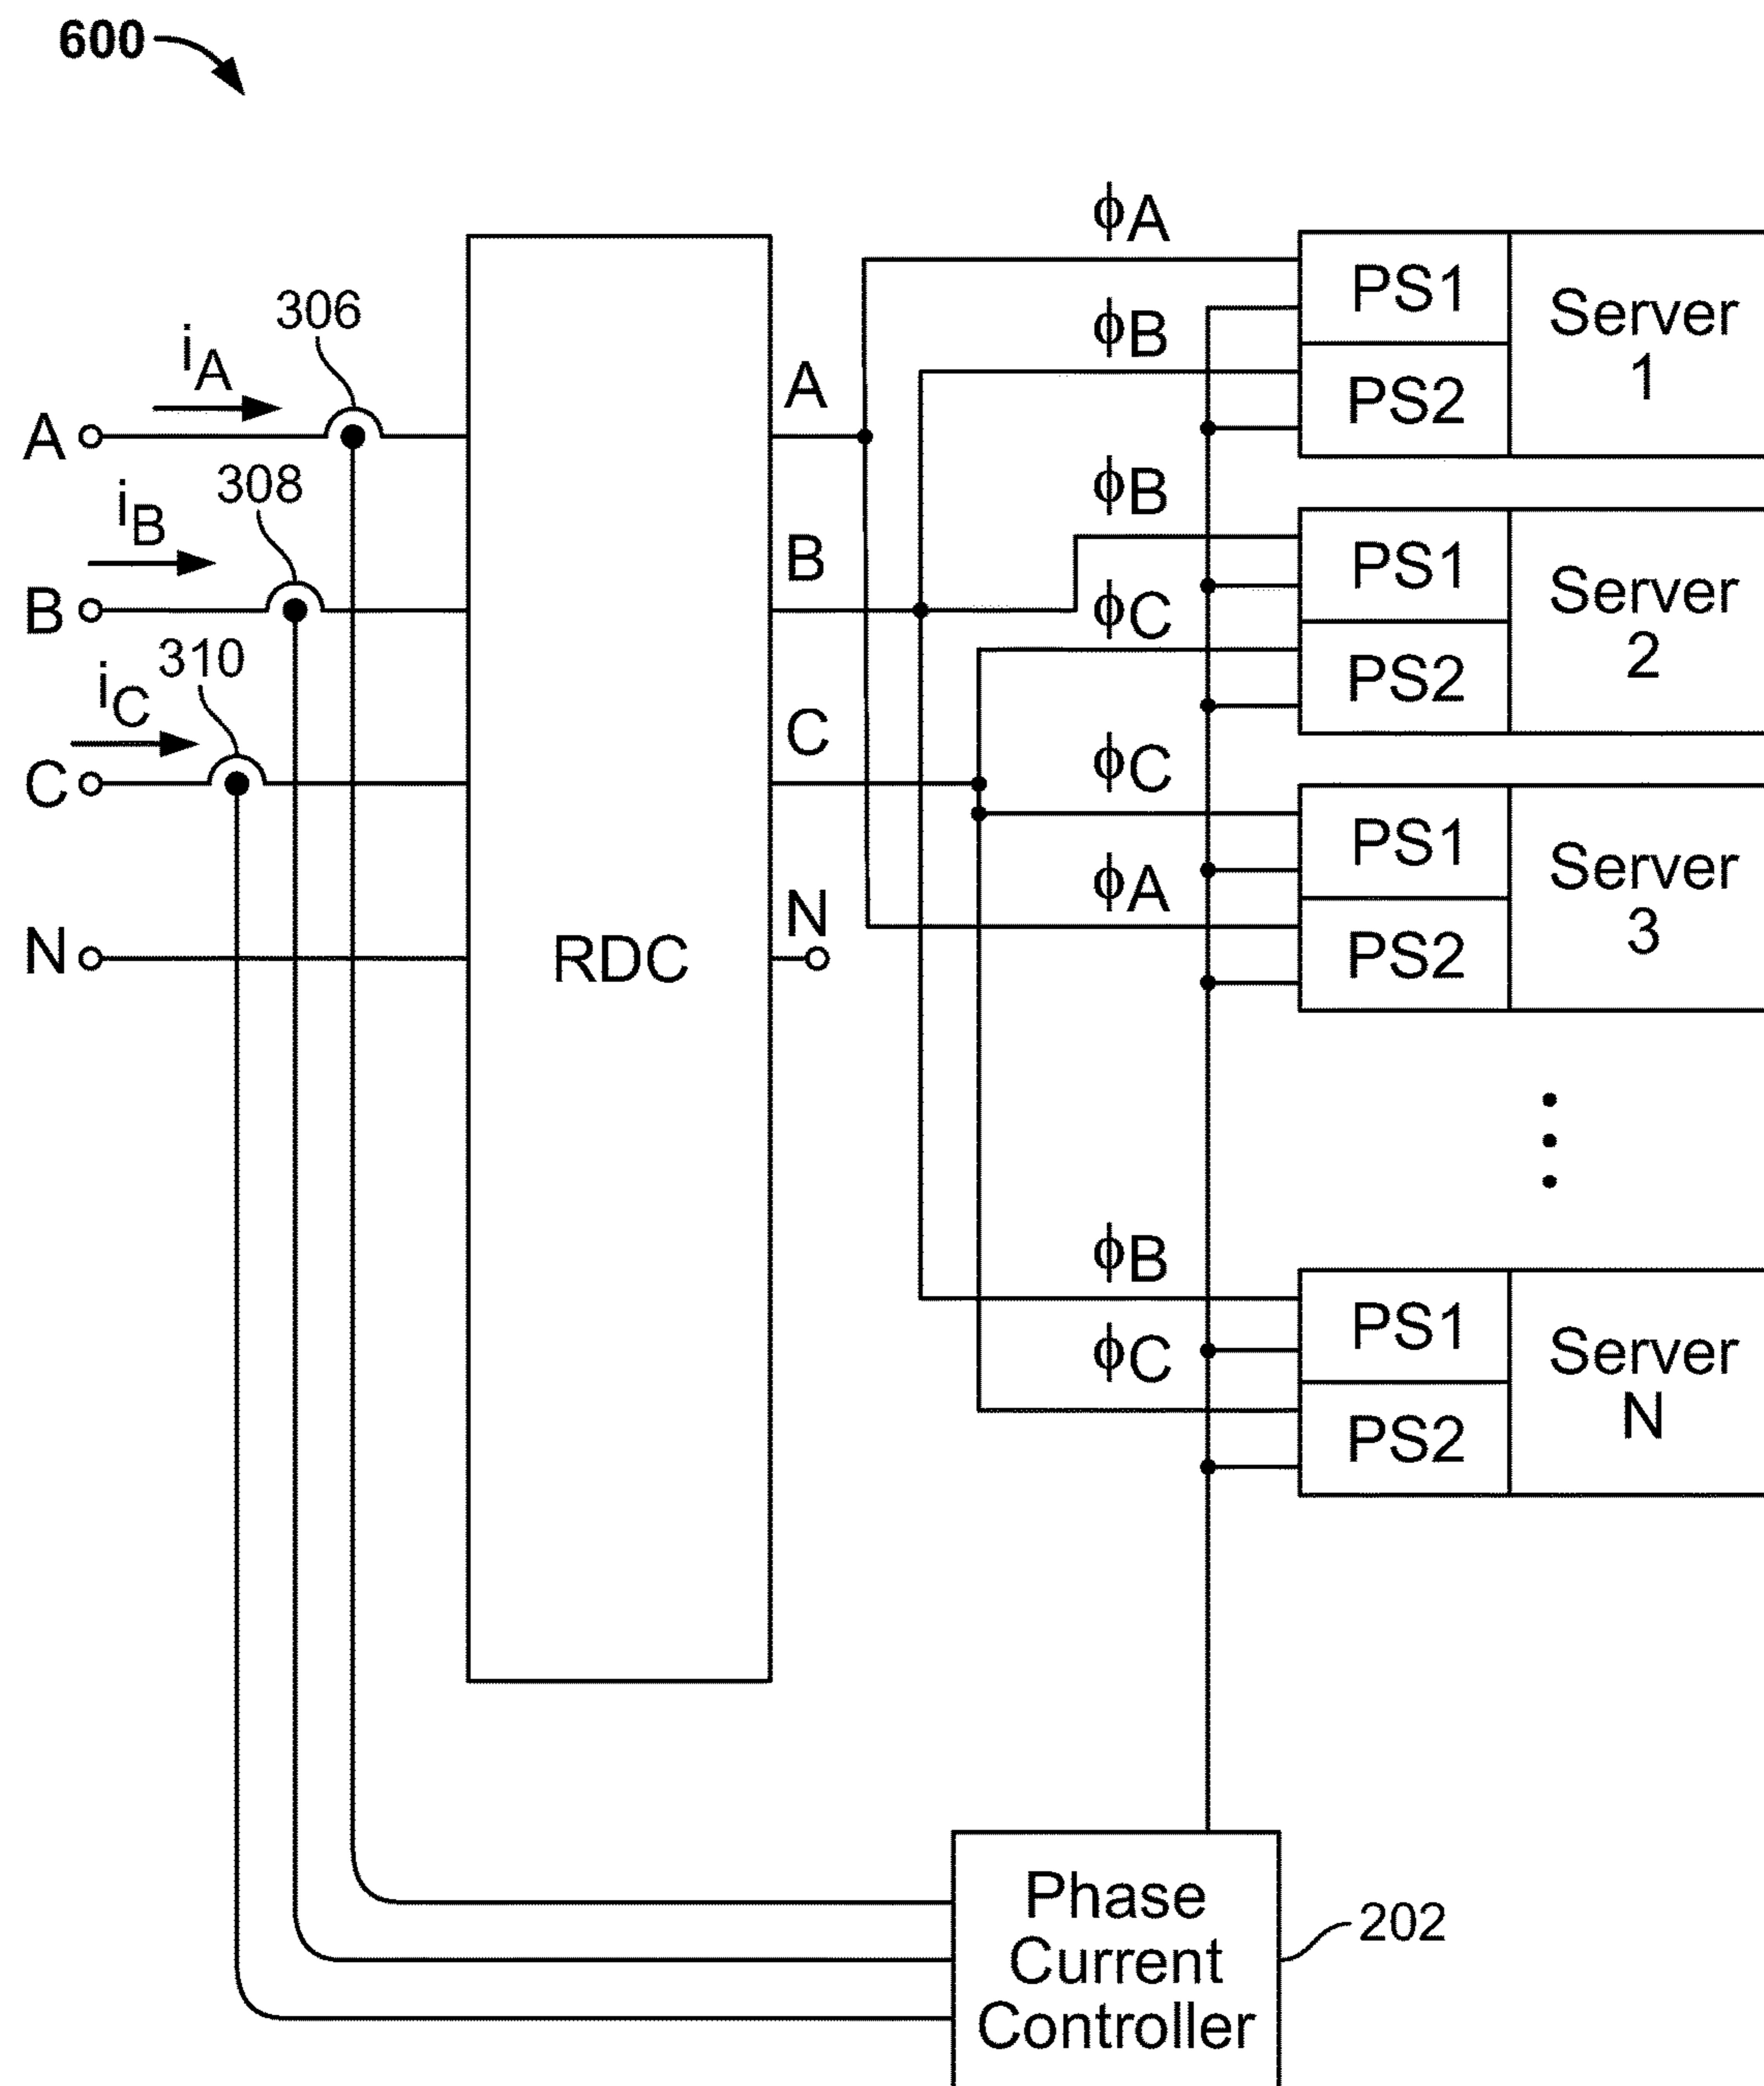 600
ϕA
PS1
Server
1
ϕB
PS2
306
iA
A
A
308
iB
B
B
ϕB
PS1
Server
2
ϕC
PS2
310
iC
C
C
ϕC
PS1
Server
3
ϕA
PS2
N
RDC
N
ϕB
PS1
Server
N
ϕC
PS2
Phase
Current
Controller
202